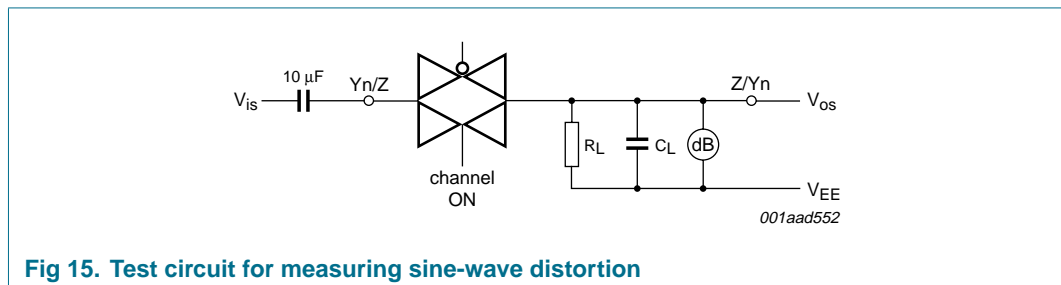 10 μF
Yn/Z
Z/Yn
Vis
Vos
RL
CL
dB
channel
ON
VEE
001aad552
Fig 15. Test circuit for measuring sine-wave distortion